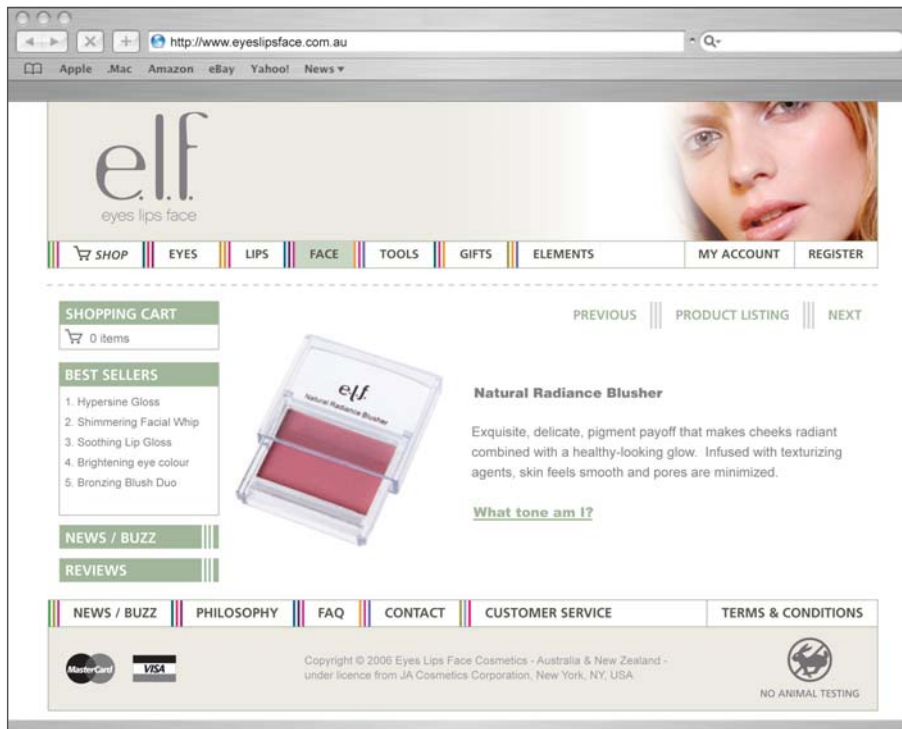 http://www.eyeslipsface.com.au
Apple .Mac Amazon eBay Yahoo! News
e.l.f.
eyes lips face
SHOP EYES LIPS FACE TOOLS GIFTS ELEMENTS MY ACCOUNT REGISTER
SHOPPING CART
0 items
PREVIOUS PRODUCT LISTING NEXT
BEST SELLERS
1. Hypersine Gloss
2. Shimmering Facial Whip
3. Soothing Lip Gloss
4. Brightening eye colour
5. Bronzing Blush Duo
NEWS / BUZZ
REVIEWS
e.l.f.
Natural Radiance Blusher
Natural Radiance Blusher
Exquisite, delicate, pigment payoff that makes cheeks radiant
combined with a healthy-looking glow. Infused with texturizing
agents, skin feels smooth and pores are minimized.
What tone am I?
NEWS / BUZZ PHILOSOPHY FAQ CONTACT CUSTOMER SERVICE TERMS & CONDITIONS
MasterCard VISA
Copyright © 2006 Eyes Lips Face Cosmetics - Australia & New Zealand -
under licence from JA Cosmetics Corporation, New York, NY, USA
NO ANIMAL TESTING